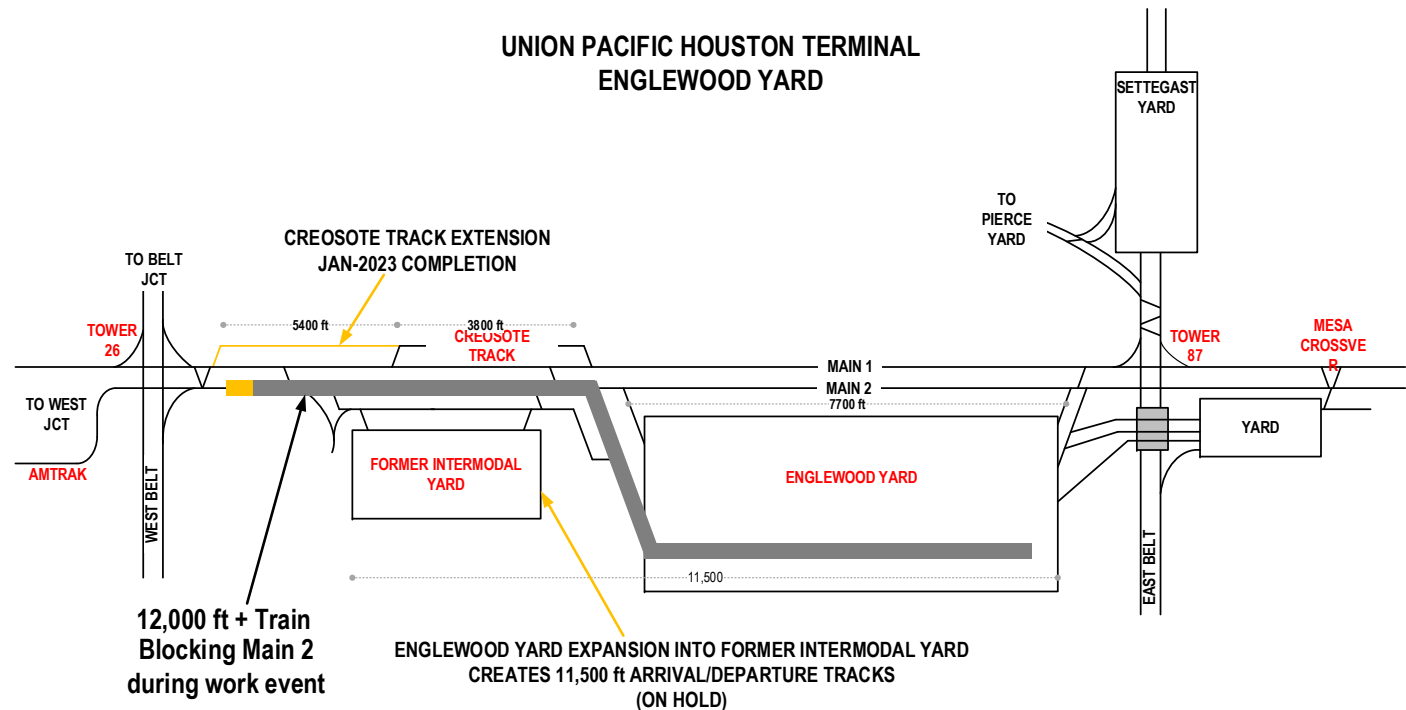 UNION PACIFIC HOUSTON TERMINAL
ENGLEWOOD YARD
SETTEGAST
YARD
TO
PIERCE
YARD
CREOSOTE TRACK EXTENSION
JAN-2023 COMPLETION
TO BELT
JCT
TOWER
26
5400 ft
3800 ft
CREOSOTE
TRACK
TOWER
87
MESA
CROSSVE
R
MAIN 1
MAIN 2
7700 ft
TO WEST
JCT
AMTRAK
WEST BELT
FORMER INTERMODAL
YARD
ENGLEWOOD YARD
YARD
EAST BELT
11,500
12,000 ft + Train
Blocking Main 2
during work event
ENGLEWOOD YARD EXPANSION INTO FORMER INTERMODAL YARD
CREATES 11,500 ft ARRIVAL/DEPARTURE TRACKS
(ON HOLD)